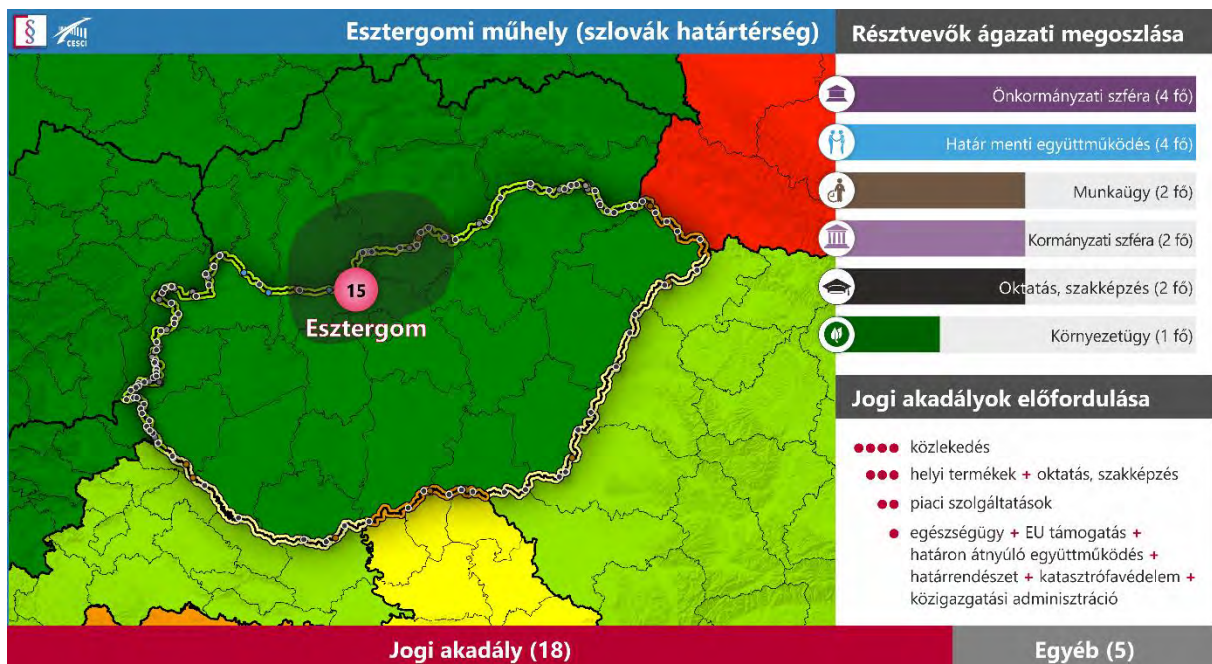 §
CESCI
Esztergomi műhely (szlovák határtérség)
15
Esztergom
Résztvevők ágazati megoszlása
Önkormányzati szféra (4 fő)
Határ menti együttműködés (4 fő)
Munkaügy (2 fő)
Kormányzati szféra (2 fő)
Oktatás, szakképzés (2 fő)
Környezetügy (1 fő)
Jogi akadályok előfordulása
közlekedés
helyi termékek + oktatás, szakképzés
piaci szolgáltatások
egészségügy + EU támogatás +
határon átnyúló együttműködés +
határrendészet + katasztrófavédelem +
közigazgatási adminisztráció
Jogi akadály (18)
Egyéb (5)